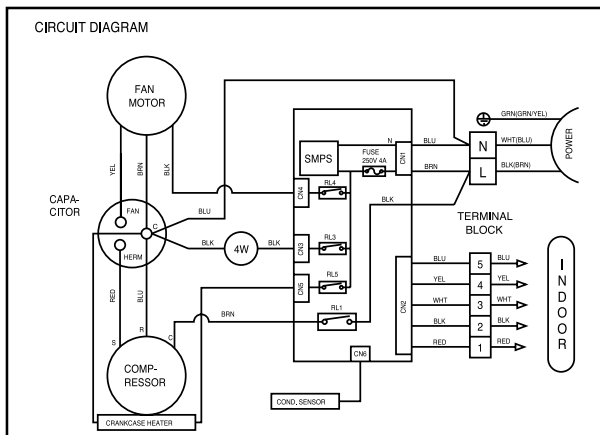 CIRCUIT DIAGRAM
FAN
MOTOR
YEL
BRN
BLK
CAPA-
CITOR
FAN
C
HERM
BLU
BLK
4W
BLK
RED
BLU
S
R
C
BRN
COMP-
RESSOR
CRANKCASE HEATER
COND. SENSOR
SMPS
FUSE
250V 4A
N
CN1
BLU
BRN
CN4
RL4
BLK
CN3
RL3
CN5
RL5
RL1
CN2
CN6
GRN(GRN/YEL)
N
WHT(BLU)
L
BLK(BRN)
POWER
TERMINAL
BLOCK
BLU 5 BLU
YEL 4 YEL
WHT 3 WHT
BLK 2 BLK
RED 1 RED
INDOOR